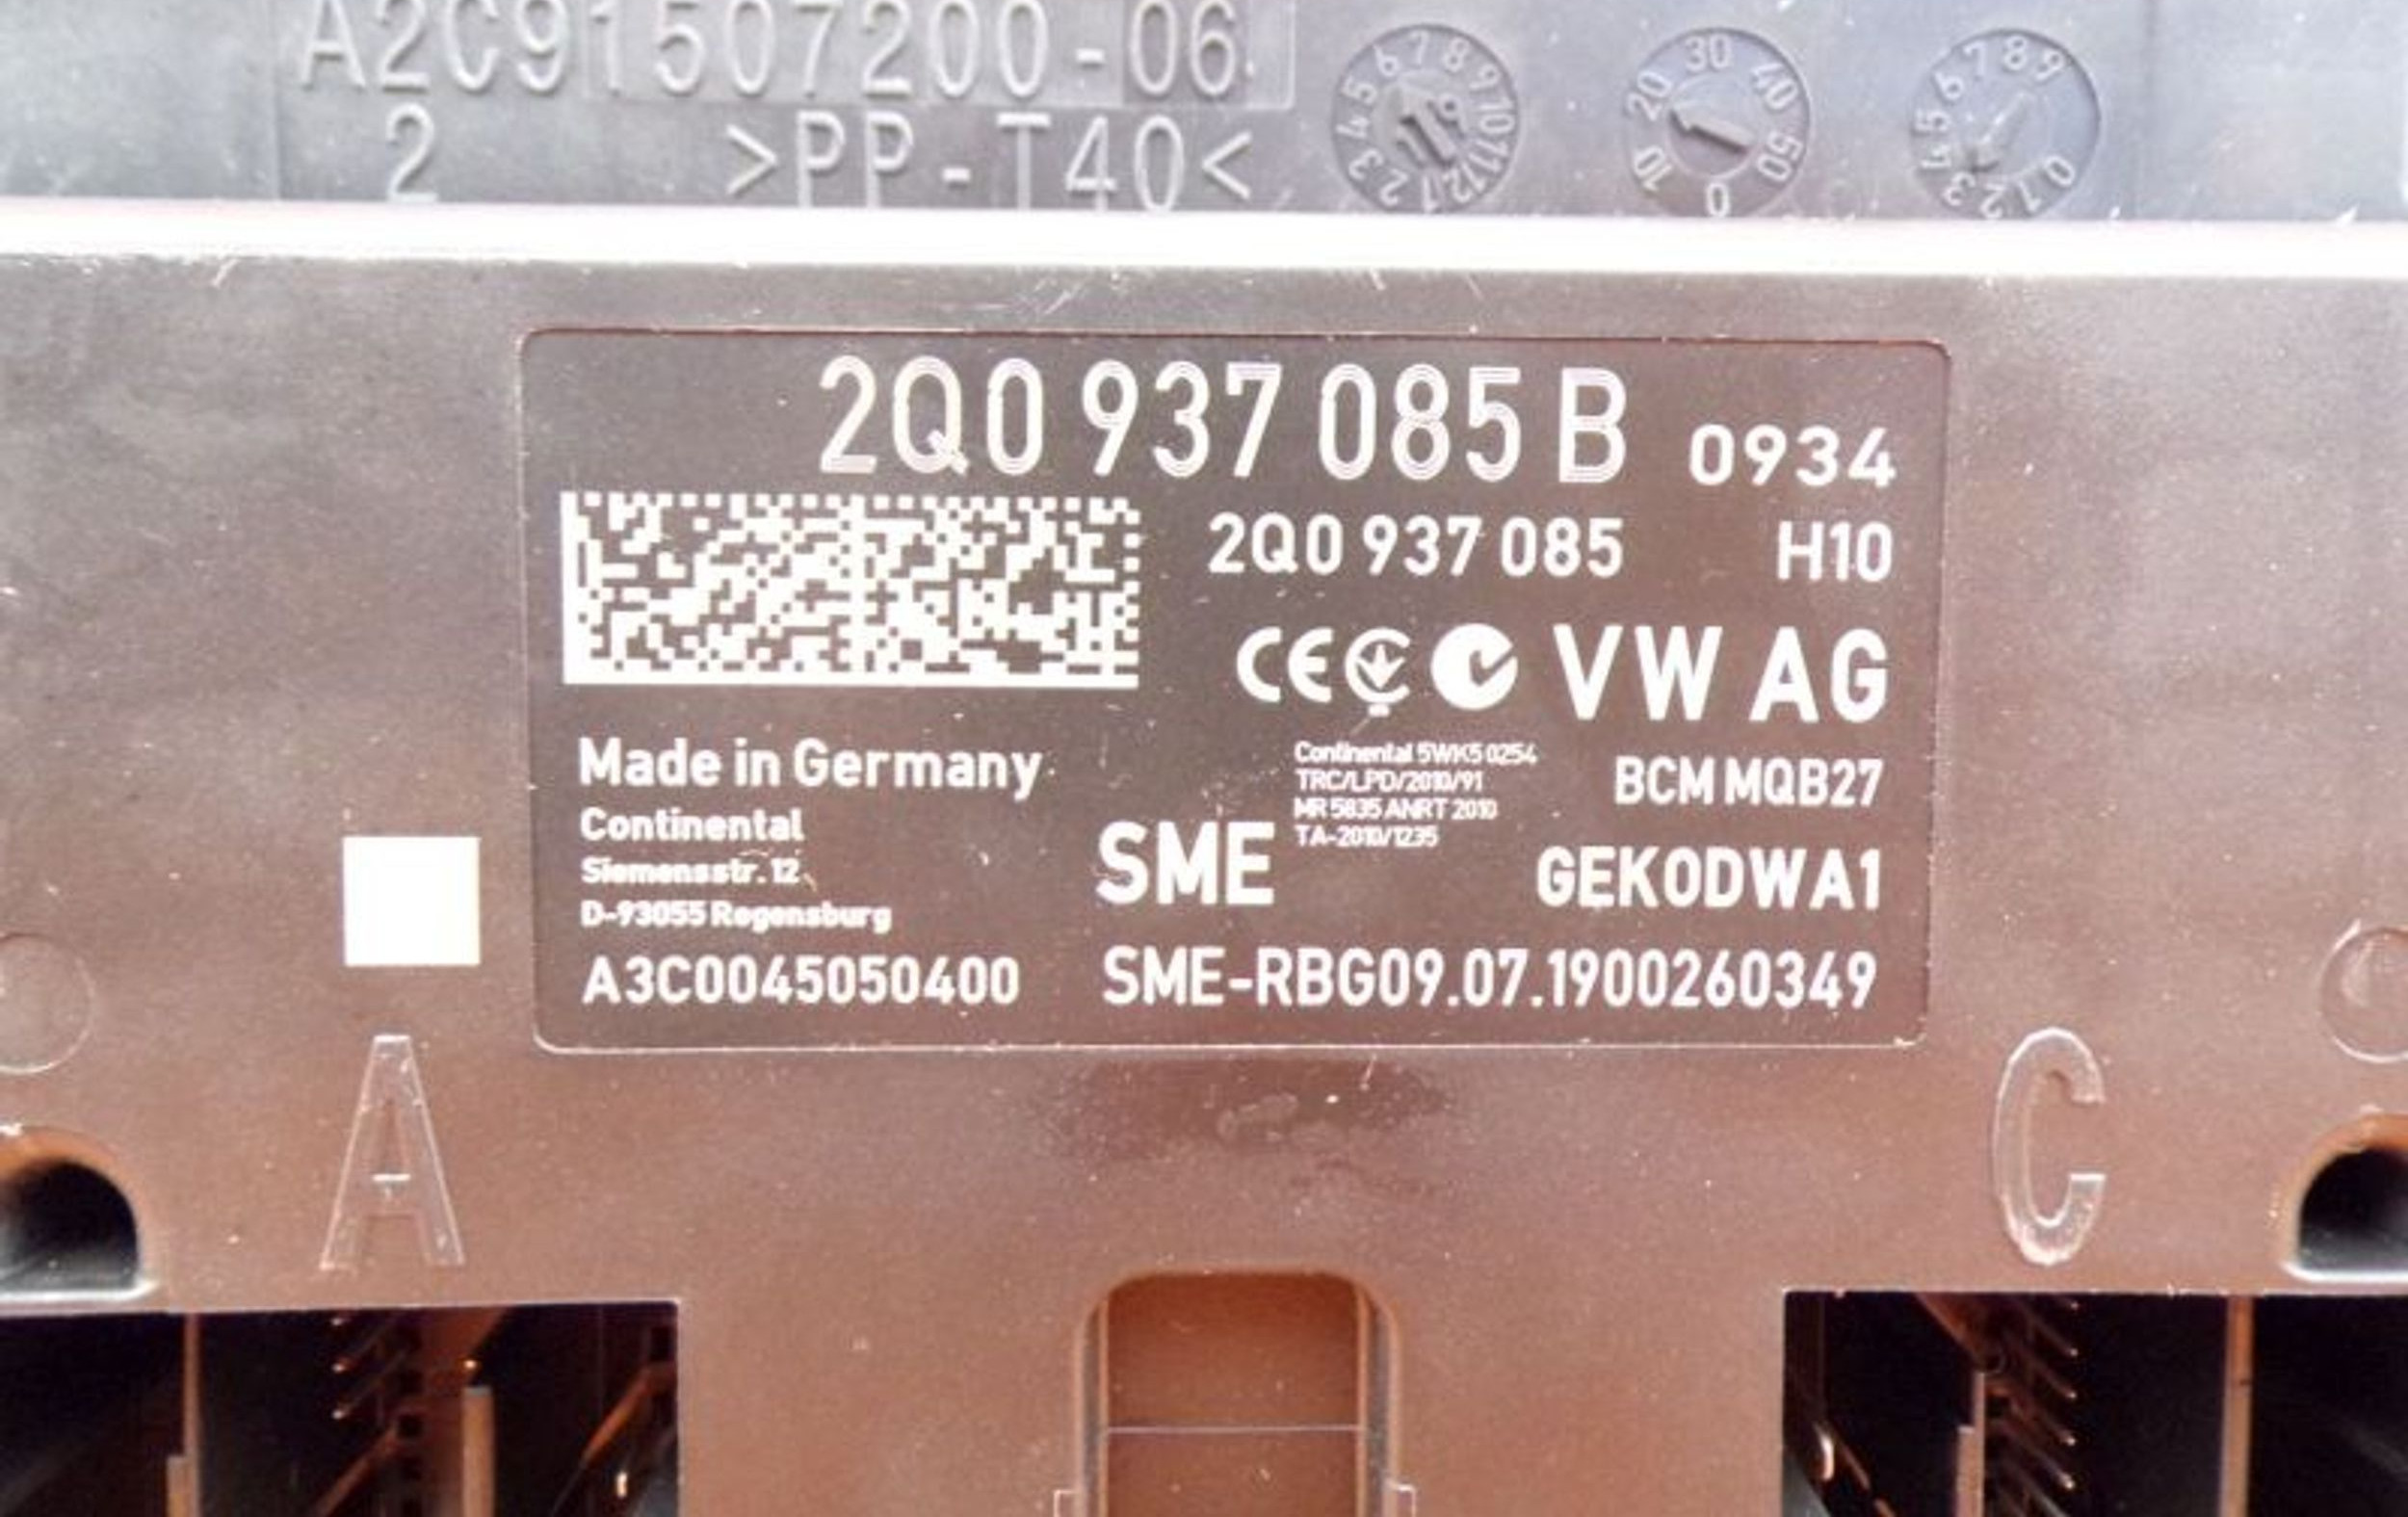 A2C91507200-06
2 >PP-T40<
2Q0 937 085 B 0934
2Q0 937 085 H10
CE VW AG
Made in Germany
Continental
Siemensstr. 12
D-93055 Regensburg
A3C0045050400
Continental 5WK5 0254
TRC/LPD/2010/91
MR 5835 ANRT 2010
TA-2010/1235
SME
BCM MQB27
GEK0DWA1
SME-RBG09.07.1900260349
A
C